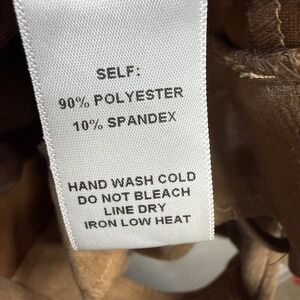 SELF:
90% POLYESTER
10% SPANDEX
HAND WASH COLD
DO NOT BLEACH
LINE DRY
IRON LOW HEAT